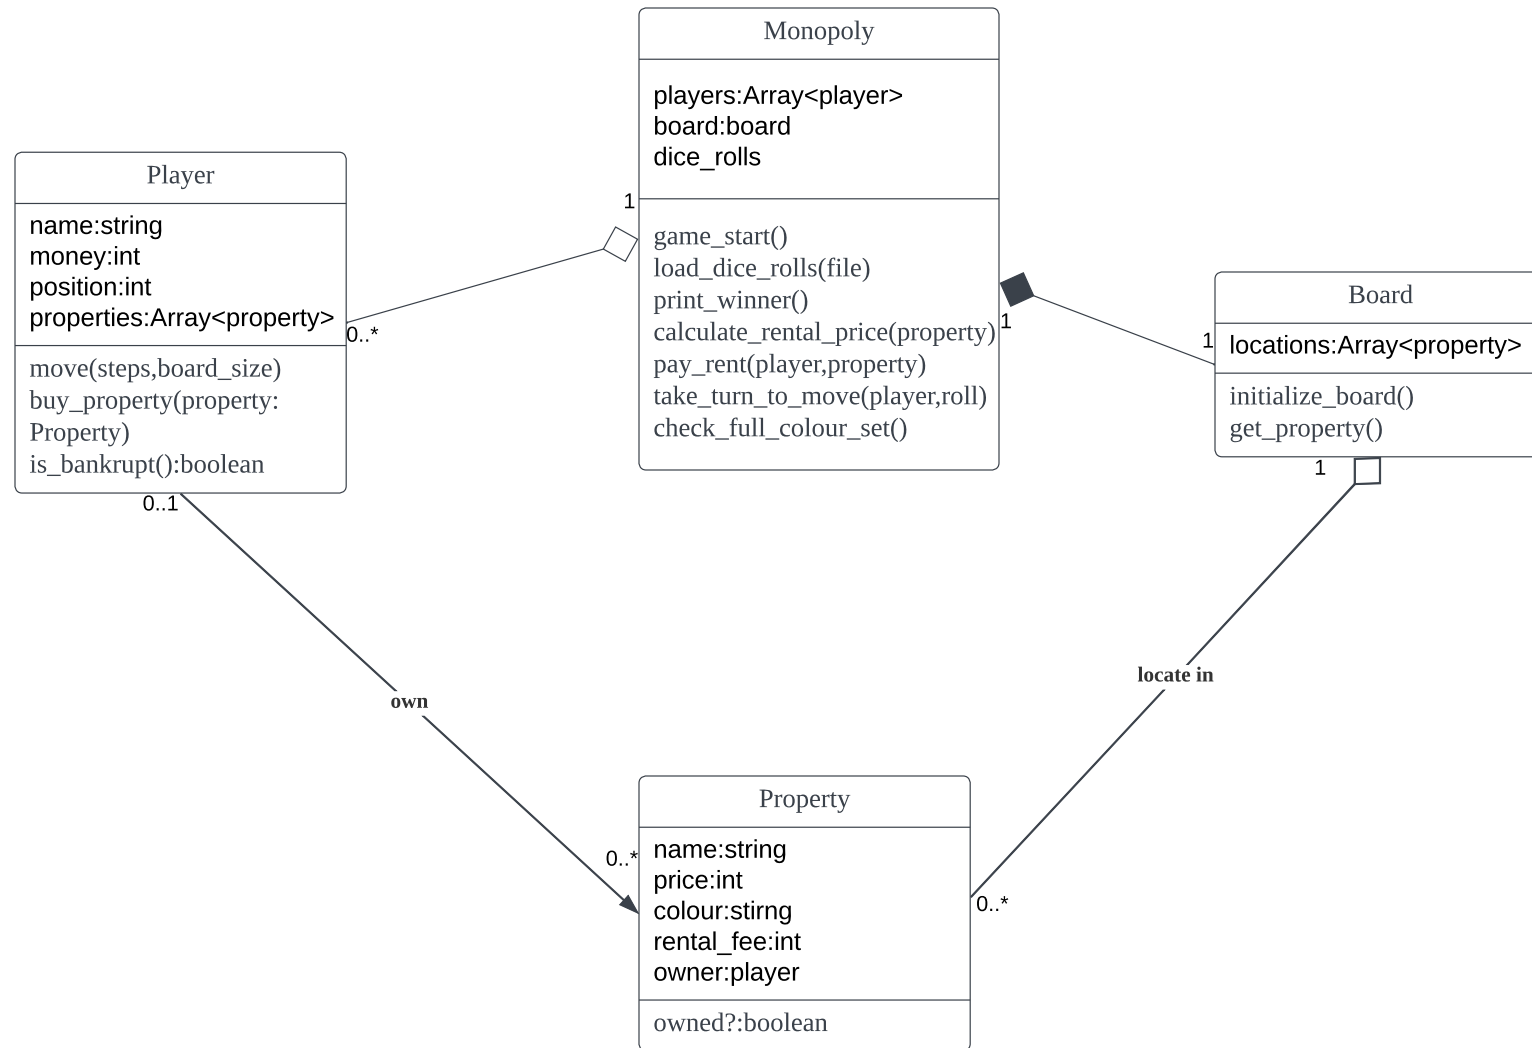 Monopoly
players:Array<player>
board:board
dice_rolls
game_start()
load_dice_rolls(file)
print_winner()
calculate_rental_price(property)
pay_rent(player,property)
take_turn_to_move(player,roll)
check_full_colour_set()
Player
name:string
money:int
position:int
properties:Array<property>
move(steps,board_size)
buy_property(property:
Property)
is_bankrupt():boolean
1
0..*
1
1
Board
locations:Array<property>
initialize_board()
get_property()
1
0..1
own
locate in
0..*
0..*
Property
name:string
price:int
colour:stirng
rental_fee:int
owner:player
owned?:boolean